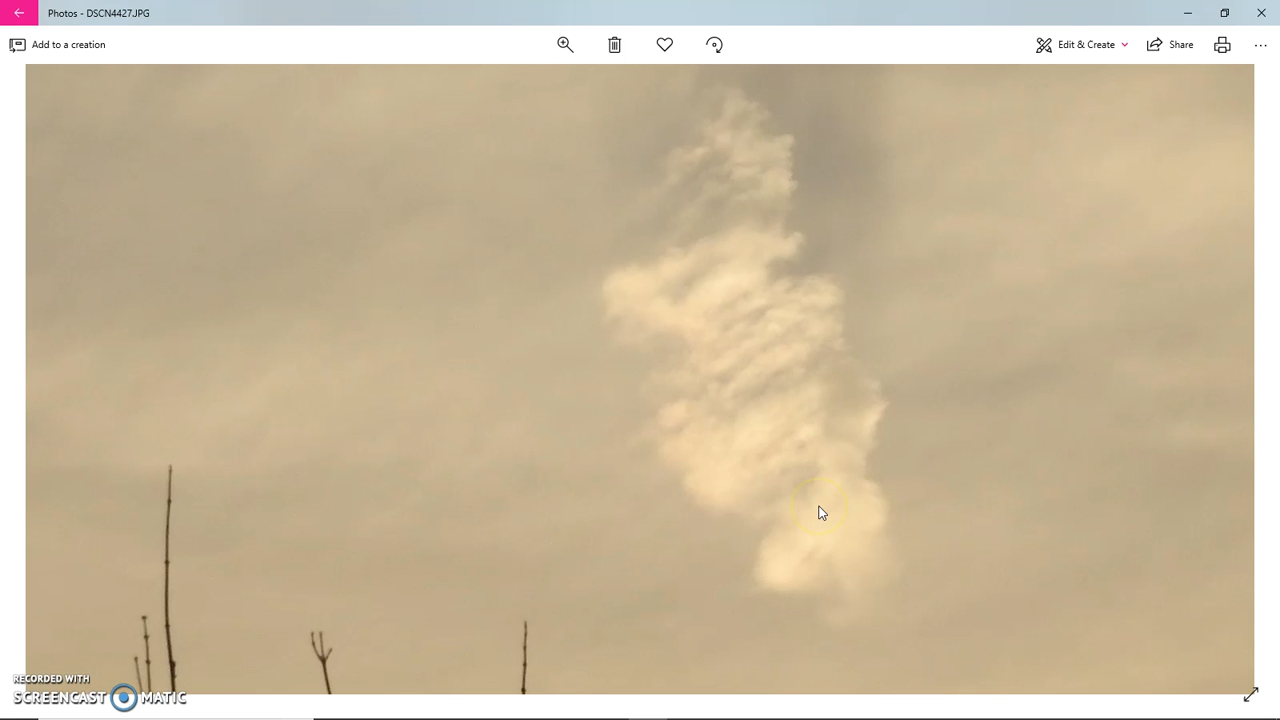 Photos - DSCN4427.JPG
Add to a creation
Edit & Create
Share
RECORDED WITH
SCREENCAST MATIC